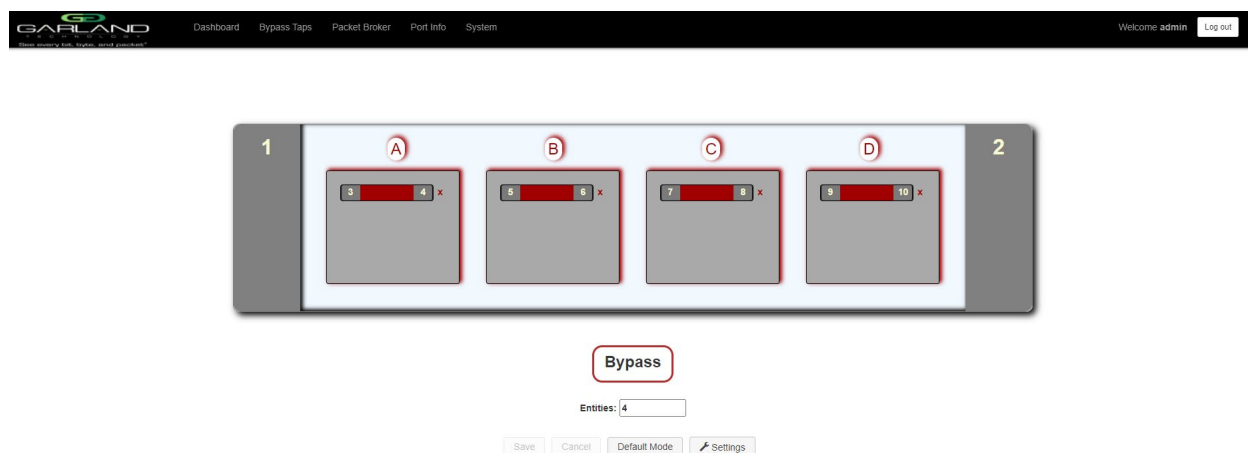 GARLAND
TECHNOLOGY
See every bit, byte, and packet®
Dashboard Bypass Taps Packet Broker Port Info System
Welcome admin Log out
1 A B C D 2
3 4 x 5 6 x 7 8 x 9 10 x
Bypass
Entities: 4
Save Cancel Default Mode Settings